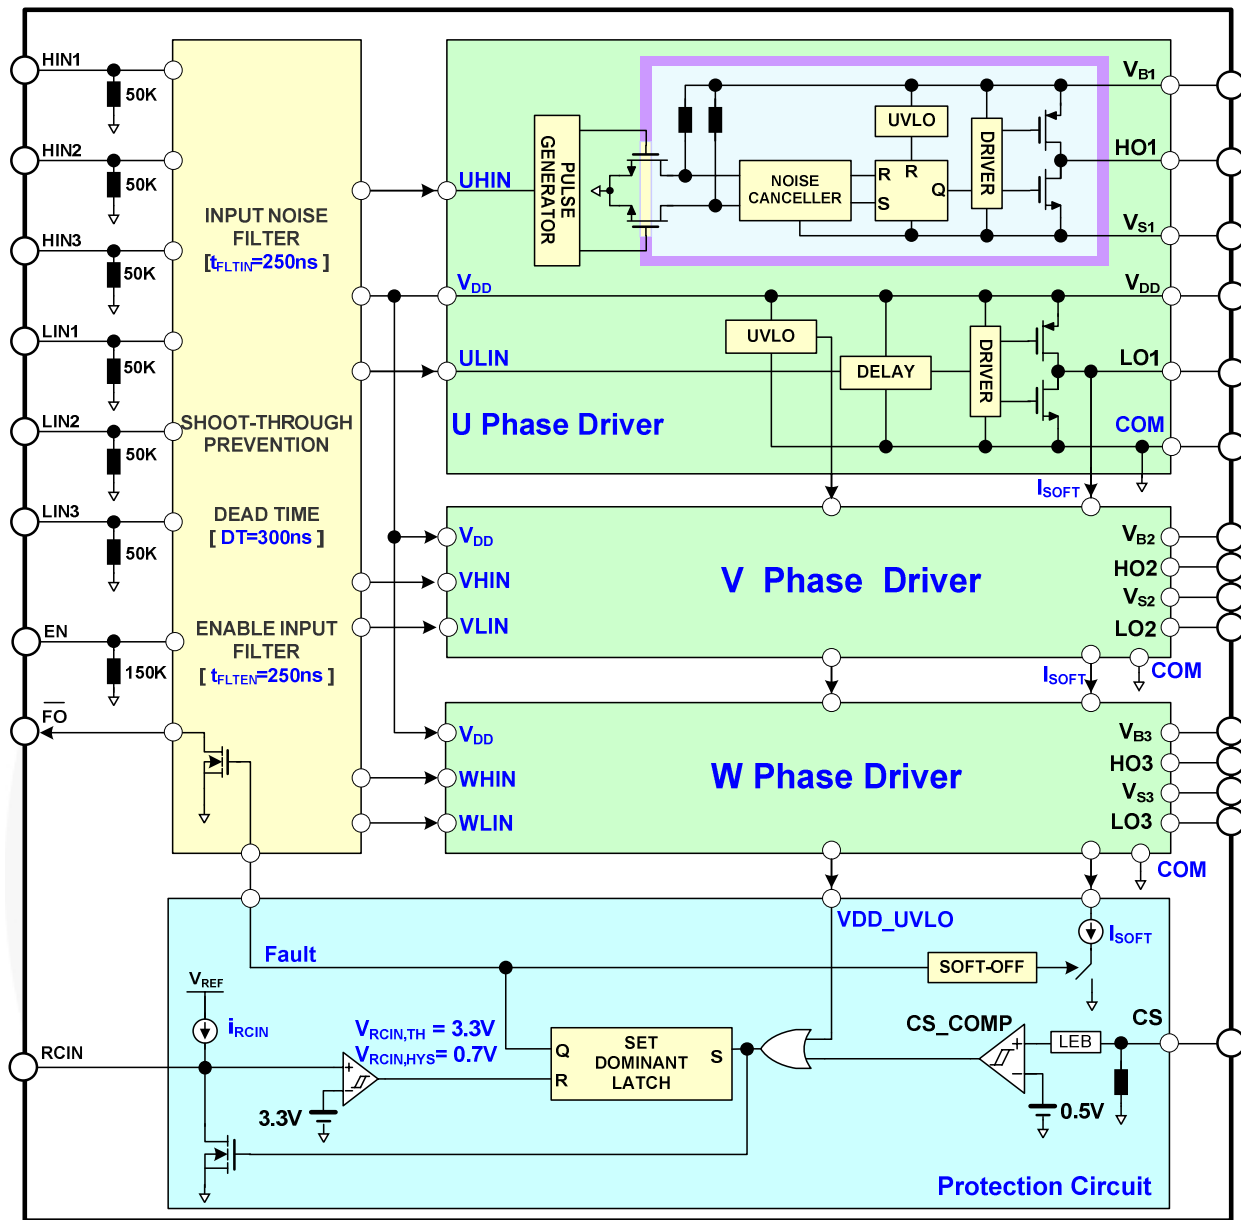 HIN1
50K
HIN2
50K
HIN3
50K
LIN1
50K
LIN2
50K
LIN3
50K
EN
150K
FO
RCIN
INPUT NOISE
FILTER
[tFLTIN=250ns ]
SHOOT-THROUGH
PREVENTION
DEAD TIME
[ DT=300ns ]
ENABLE INPUT
FILTER
[ tFLTEN=250ns ]
UHIN
VDD
ULIN
U Phase Driver
PULSE
GENERATOR
NOISE
CANCELLER
UVLO
R
R
S
Q
DRIVER
VB1
HO1
VS1
VDD
UVLO
DELAY
DRIVER
LO1
COM
ISOFT
VDD
VHIN
VLIN
V Phase Driver
VB2
HO2
VS2
LO2
COM
ISOFT
VDD
WHIN
WLIN
W Phase Driver
VB3
HO3
VS3
LO3
COM
VDD_UVLO
ISOFT
Fault
SOFT-OFF
VREF
iRCIN
VRCIN,TH = 3.3V
VRCIN,HYS= 0.7V
+
−
3.3V
Q
R
SET
DOMINANT
LATCH
S
CS_COMP
+
−
LEB
CS
0.5V
Protection Circuit